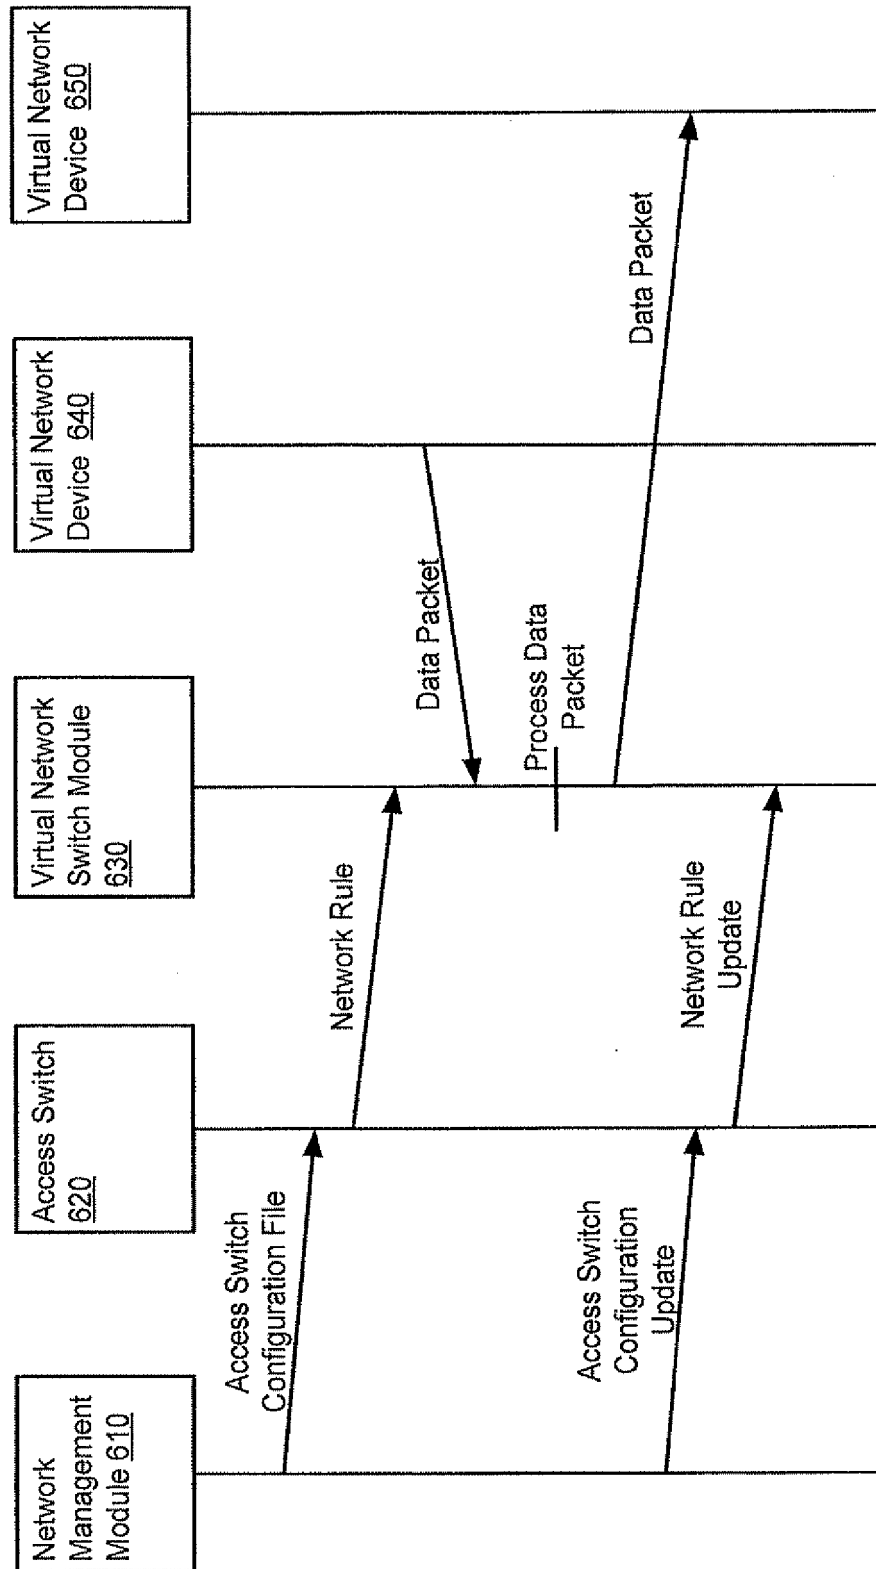 Network
Management
Module 610
Access Switch
620
Virtual Network
Switch Module
630
Virtual Network
Device 640
Virtual Network
Device 650
Access Switch
Configuration File
Network Rule
Data Packet
Process Data
Packet
Data Packet
Access Switch
Configuration
Update
Network Rule
Update